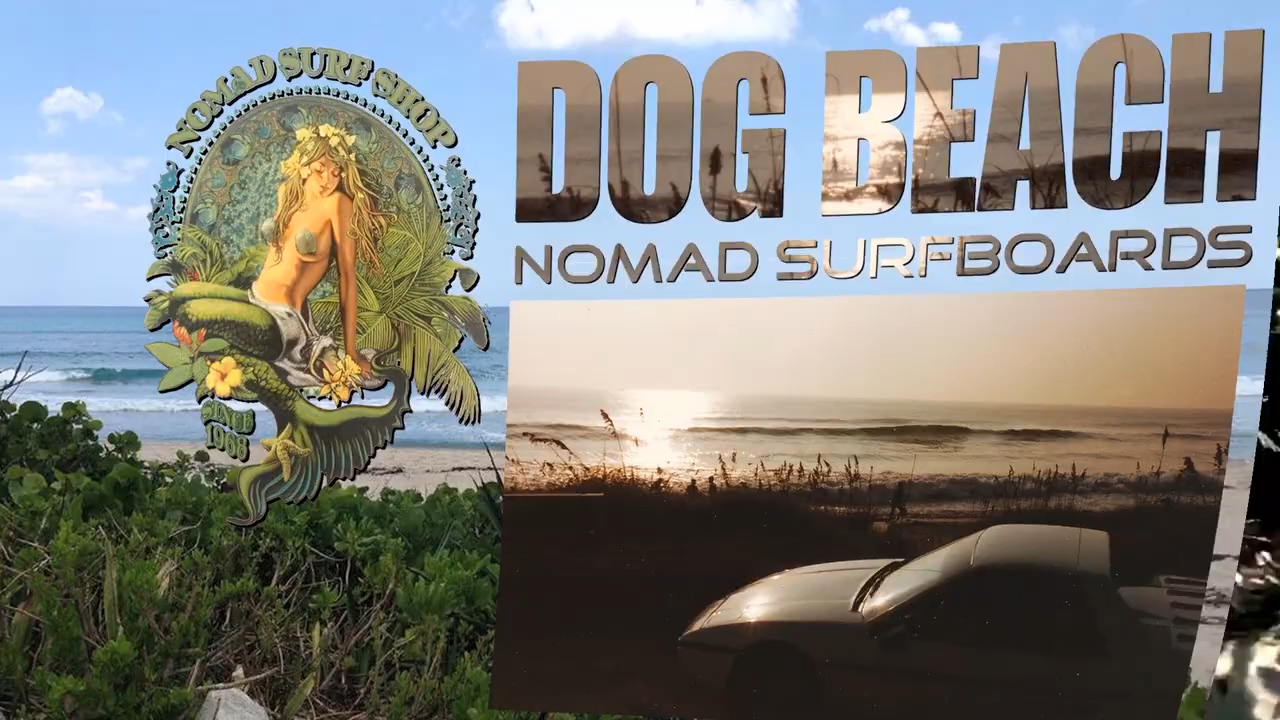 NOMAD SURF SHOP
SINCE
1968
DOG BEACH
NOMAD SURFBOARDS